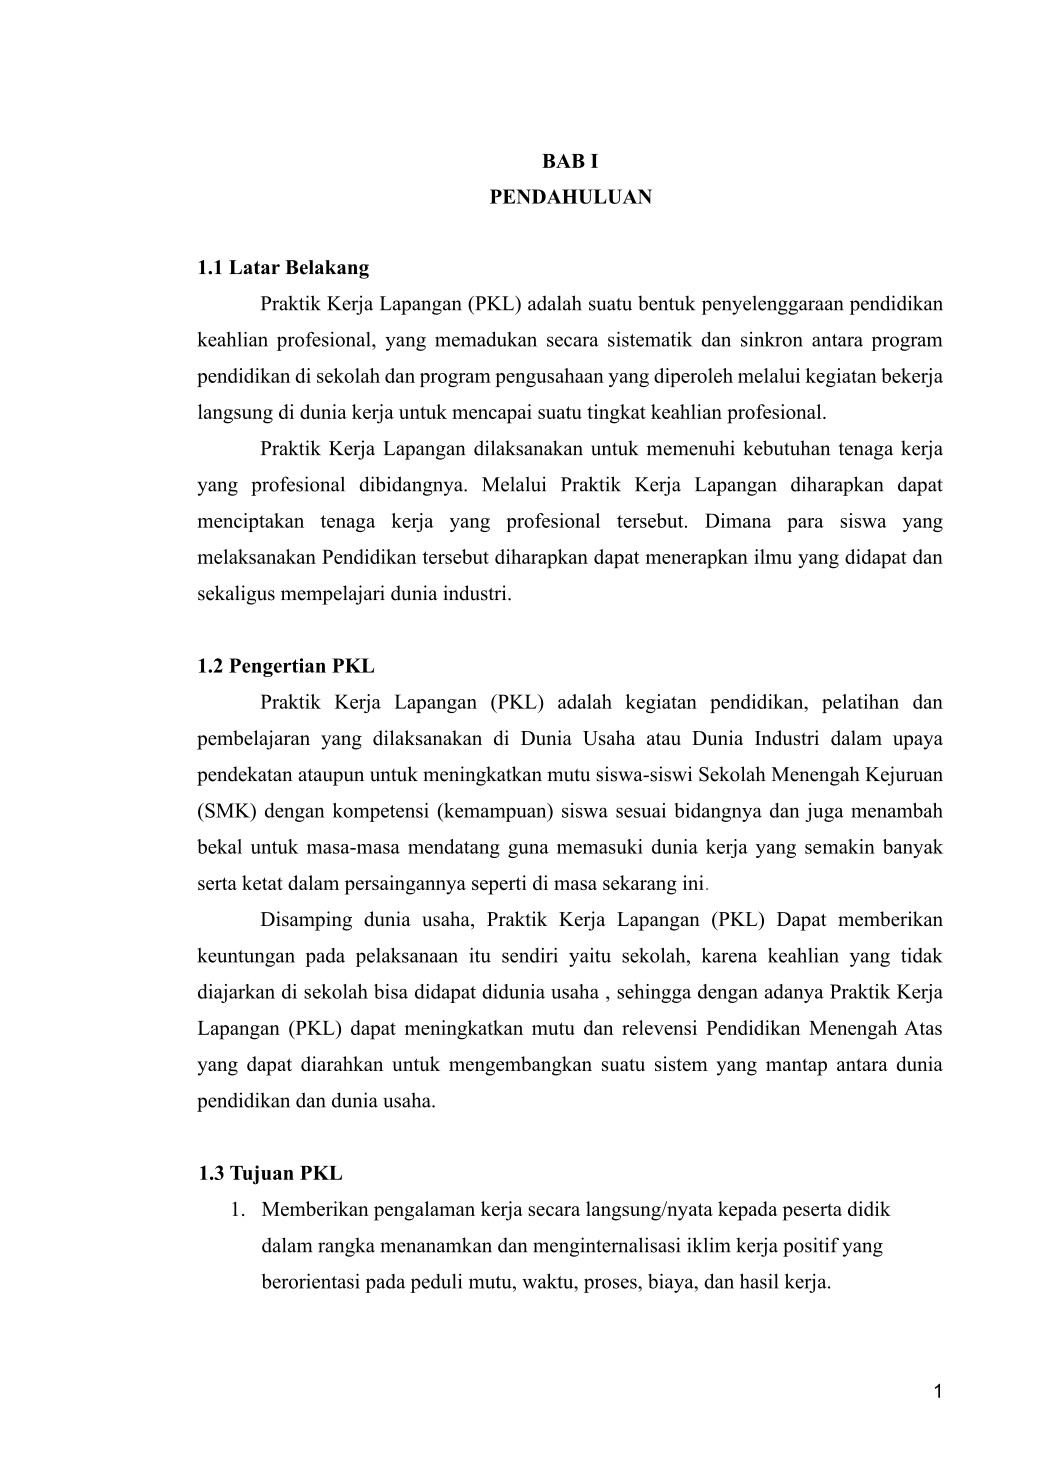 BAB I
PENDAHULUAN
1.1 Latar Belakang
Praktik Kerja Lapangan (PKL) adalah suatu bentuk penyelenggaraan pendidikan
keahlian profesional, yang memadukan secara sistematik dan sinkron antara program
pendidikan di sekolah dan program pengusahaan yang diperoleh melalui kegiatan bekerja
langsung di dunia kerja untuk mencapai suatu tingkat keahlian profesional.
Praktik Kerja Lapangan dilaksanakan untuk memenuhi kebutuhan tenaga kerja
yang profesional dibidangnya. Melalui Praktik Kerja Lapangan diharapkan dapat
menciptakan tenaga kerja yang profesional tersebut. Dimana para siswa yang
melaksanakan Pendidikan tersebut diharapkan dapat menerapkan ilmu yang didapat dan
sekaligus mempelajari dunia industri.
1.2 Pengertian PKL
Praktik Kerja Lapangan (PKL) adalah kegiatan pendidikan, pelatihan dan
pembelajaran yang dilaksanakan di Dunia Usaha atau Dunia Industri dalam upaya
pendekatan ataupun untuk meningkatkan mutu siswa-siswi Sekolah Menengah Kejuruan
(SMK) dengan kompetensi (kemampuan) siswa sesuai bidangnya dan juga menambah
bekal untuk masa-masa mendatang guna memasuki dunia kerja yang semakin banyak
serta ketat dalam persaingannya seperti di masa sekarang ini.
Disamping dunia usaha, Praktik Kerja Lapangan (PKL) Dapat memberikan
keuntungan pada pelaksanaan itu sendiri yaitu sekolah, karena keahlian yang tidak
diajarkan di sekolah bisa didapat didunia usaha , sehingga dengan adanya Praktik Kerja
Lapangan (PKL) dapat meningkatkan mutu dan relevensi Pendidikan Menengah Atas
yang dapat diarahkan untuk mengembangkan suatu sistem yang mantap antara dunia
pendidikan dan dunia usaha.
1.3 Tujuan PKL
1. Memberikan pengalaman kerja secara langsung/nyata kepada peserta didik
dalam rangka menanamkan dan menginternalisasi iklim kerja positif yang
berorientasi pada peduli mutu, waktu, proses, biaya, dan hasil kerja.
1